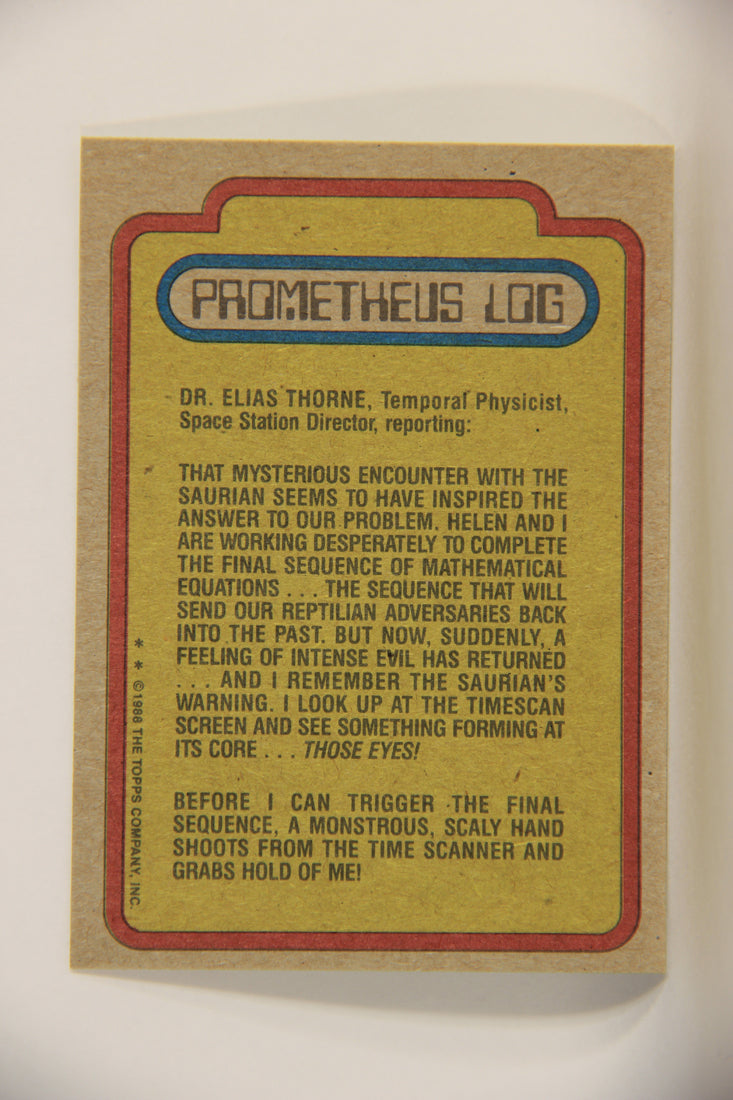 PROMETHEUS LOG
DR. ELIAS THORNE, Temporal Physicist,
Space Station Director, reporting:
THAT MYSTERIOUS ENCOUNTER WITH THE
SAURIAN SEEMS TO HAVE INSPIRED THE
ANSWER TO OUR PROBLEM. HELEN AND I
ARE WORKING DESPERATELY TO COMPLETE
THE FINAL SEQUENCE OF MATHEMATICAL
EQUATIONS . . . THE SEQUENCE THAT WILL
SEND OUR REPTILIAN ADVERSARIES BACK
INTO THE PAST. BUT NOW, SUDDENLY, A
FEELING OF INTENSE EVIL HAS RETURNED
. . . AND I REMEMBER THE SAURIAN'S
WARNING. I LOOK UP AT THE TIMESCAN
SCREEN AND SEE SOMETHING FORMING AT
ITS CORE . . . THOSE EYES!
BEFORE I CAN TRIGGER THE FINAL
SEQUENCE, A MONSTROUS, SCALY HAND
SHOOTS FROM THE TIME SCANNER AND
GRABS HOLD OF ME!
* * ©1988 THE TOPPS COMPANY, INC.